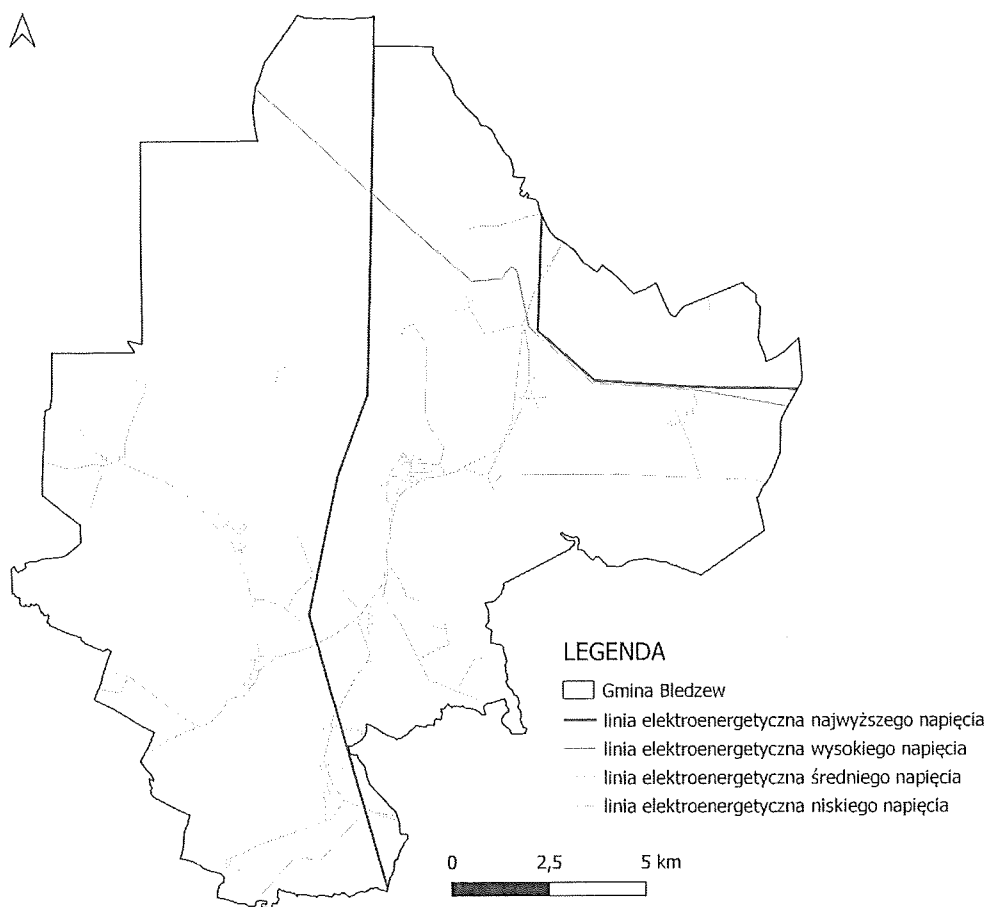 LEGENDA
Gmina Bledzew
linia elektroenergetyczna najwyższego napięcia
linia elektroenergetyczna wysokiego napięcia
linia elektroenergetyczna średniego napięcia
linia elektroenergetyczna niskiego napięcia
0 2,5 5 km